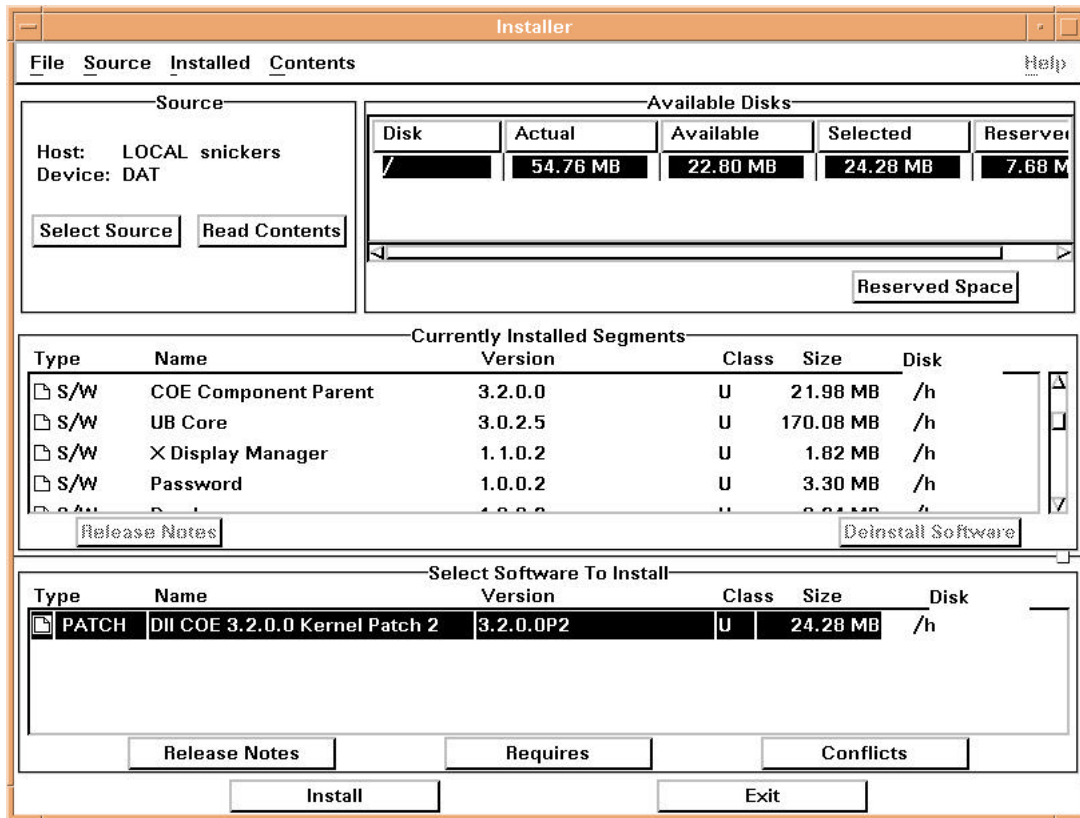 Installer
File Source Installed Contents Help
Source
Host: LOCAL snickers
Device: DAT
Select Source Read Contents
Available Disks
Disk Actual Available Selected Reserved
/ 54.76 MB 22.80 MB 24.28 MB 7.68 M
Reserved Space
Currently Installed Segments
Type Name Version Class Size Disk
S/W COE Component Parent 3.2.0.0 U 21.98 MB /h
S/W UB Core 3.0.2.5 U 170.08 MB /h
S/W X Display Manager 1.1.0.2 U 1.82 MB /h
S/W Password 1.0.0.2 U 3.30 MB /h
Release Notes Deinstall Software
Select Software To Install
Type Name Version Class Size Disk
PATCH DII COE 3.2.0.0 Kernel Patch 2 3.2.0.0P2 U 24.28 MB /h
Release Notes Requires Conflicts
Install Exit